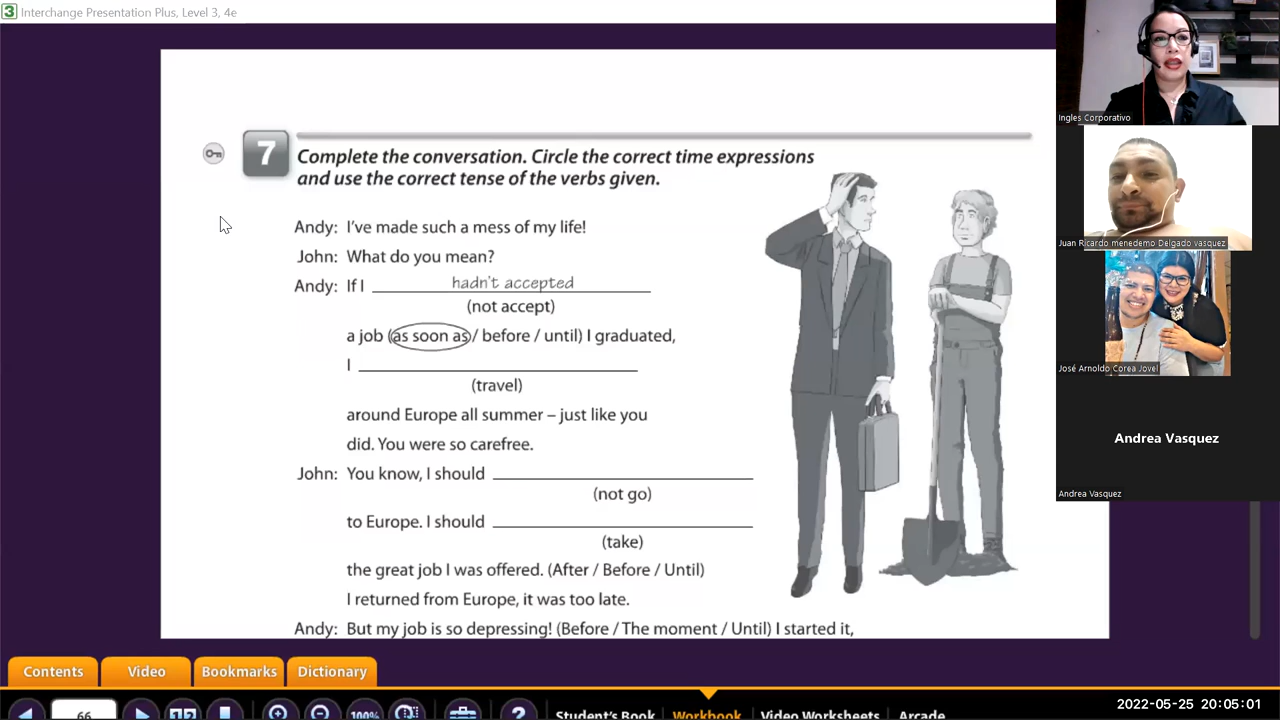 Interchange Presentation Plus, Level 3, 4e
Ingles Corporativo
Juan Ricardo menedemo Delgado vasquez
José Arnoldo Corea Jovel
Andrea Vasquez
Andrea Vasquez
7
Complete the conversation. Circle the correct time expressions
and use the correct tense of the verbs given.
Andy: I've made such a mess of my life!
John: What do you mean?
Andy: If I hadn't accepted
(not accept)
a job (as soon as / before / until) I graduated,
I
(travel)
around Europe all summer – just like you
did. You were so carefree.
John: You know, I should
(not go)
to Europe. I should
(take)
the great job I was offered. (After / Before / Until)
I returned from Europe, it was too late.
Andy: But my job is so depressing! (Before / The moment / Until) I started it,
Contents Video Bookmarks Dictionary
66 100% ? Student's Book Workbook Video Worksheets Arcade
2022-05-25 20:05:01